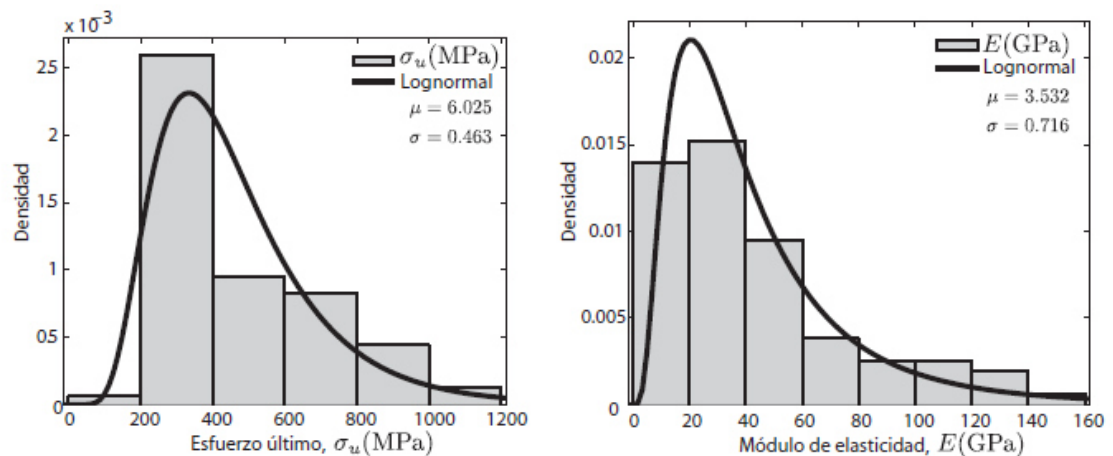 x 10⁻³
25
2
1.5
1
05
0
Densidad
σᵤ(MPa)
Lognormal
μ = 6.025
σ = 0.463
0 200 400 600 800 1000 1200
Esfuerzo último, σᵤ(MPa)
0.02
0.015
0.01
0.005
0
Densidad
E(GPa)
Lognormal
μ = 3.532
σ = 0.716
0 20 40 60 80 100 120 140 160
Módulo de elasticidad, E(GPa)